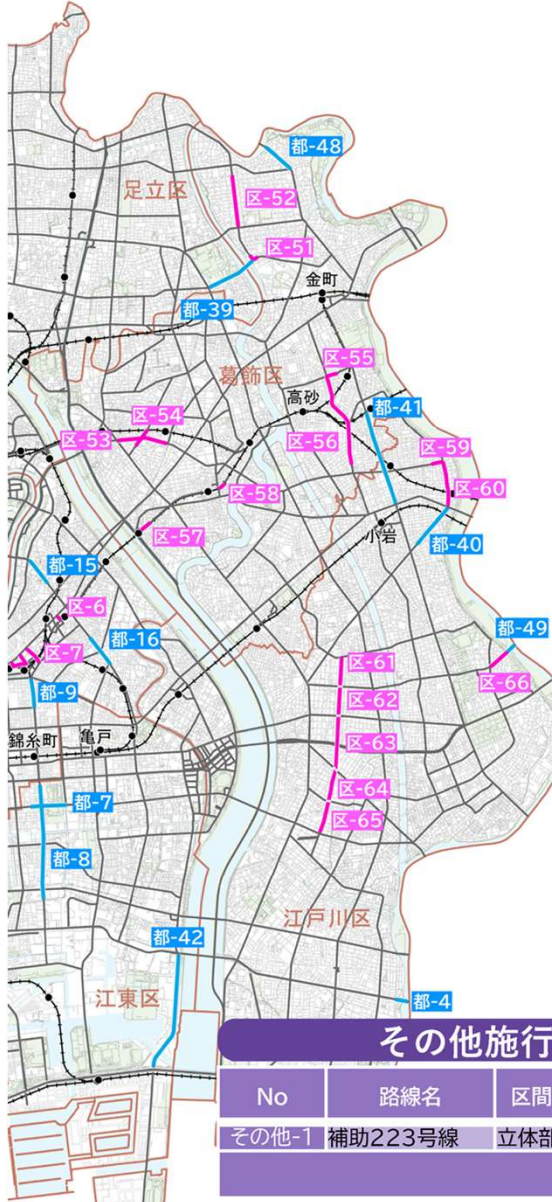 都-48
足立区
区-52
区-51
金町
都-39
区-55
葛飾区
高砂
都-41
区-54
区-53
区-56
区-59
区-58
区-60
区-57
小岩
都-40
都-15
区-6
都-16
都-49
区-7
区-61
区-66
都-9
区-62
錦糸町
亀戸
区-63
区-64
都-7
区-65
都-8
江戸川区
都-42
江東区
都-4
その他施行
No 路線名 区間
その他-1 補助223号線 立体部